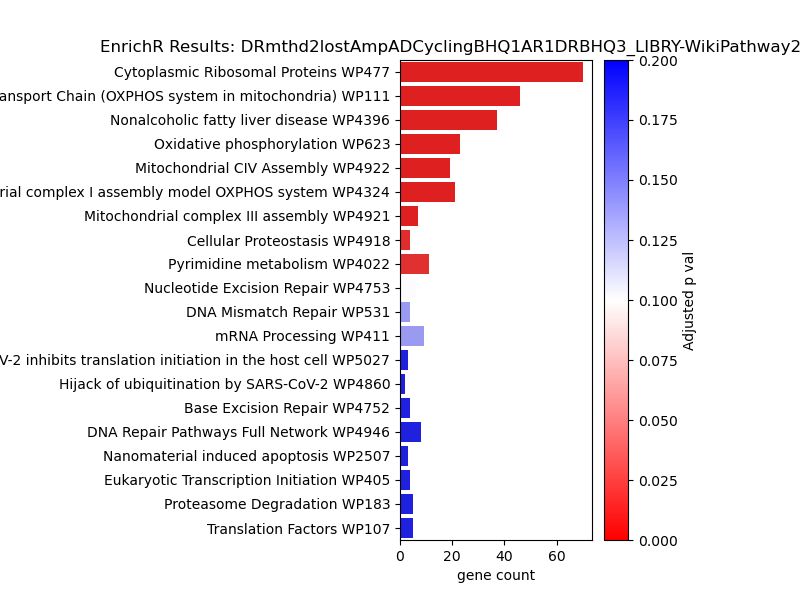 EnrichR Results: DRmthd2lostAmpADCyclingBHQ1AR1DRBHQ3_LIBRY-WikiPathway2
Cytoplasmic Ribosomal Proteins WP477
ansport Chain (OXPHOS system in mitochondria) WP111
Nonalcoholic fatty liver disease WP4396
Oxidative phosphorylation WP623
Mitochondrial CIV Assembly WP4922
rial complex I assembly model OXPHOS system WP4324
Mitochondrial complex III assembly WP4921
Cellular Proteostasis WP4918
Pyrimidine metabolism WP4022
Nucleotide Excision Repair WP4753
DNA Mismatch Repair WP531
mRNA Processing WP411
V-2 inhibits translation initiation in the host cell WP5027
Hijack of ubiquitination by SARS-CoV-2 WP4860
Base Excision Repair WP4752
DNA Repair Pathways Full Network WP4946
Nanomaterial induced apoptosis WP2507
Eukaryotic Transcription Initiation WP405
Proteasome Degradation WP183
Translation Factors WP107
0 20 40 60
gene count
0.200
0.175
0.150
0.125
0.100
0.075
0.050
0.025
0.000
Adjusted p val